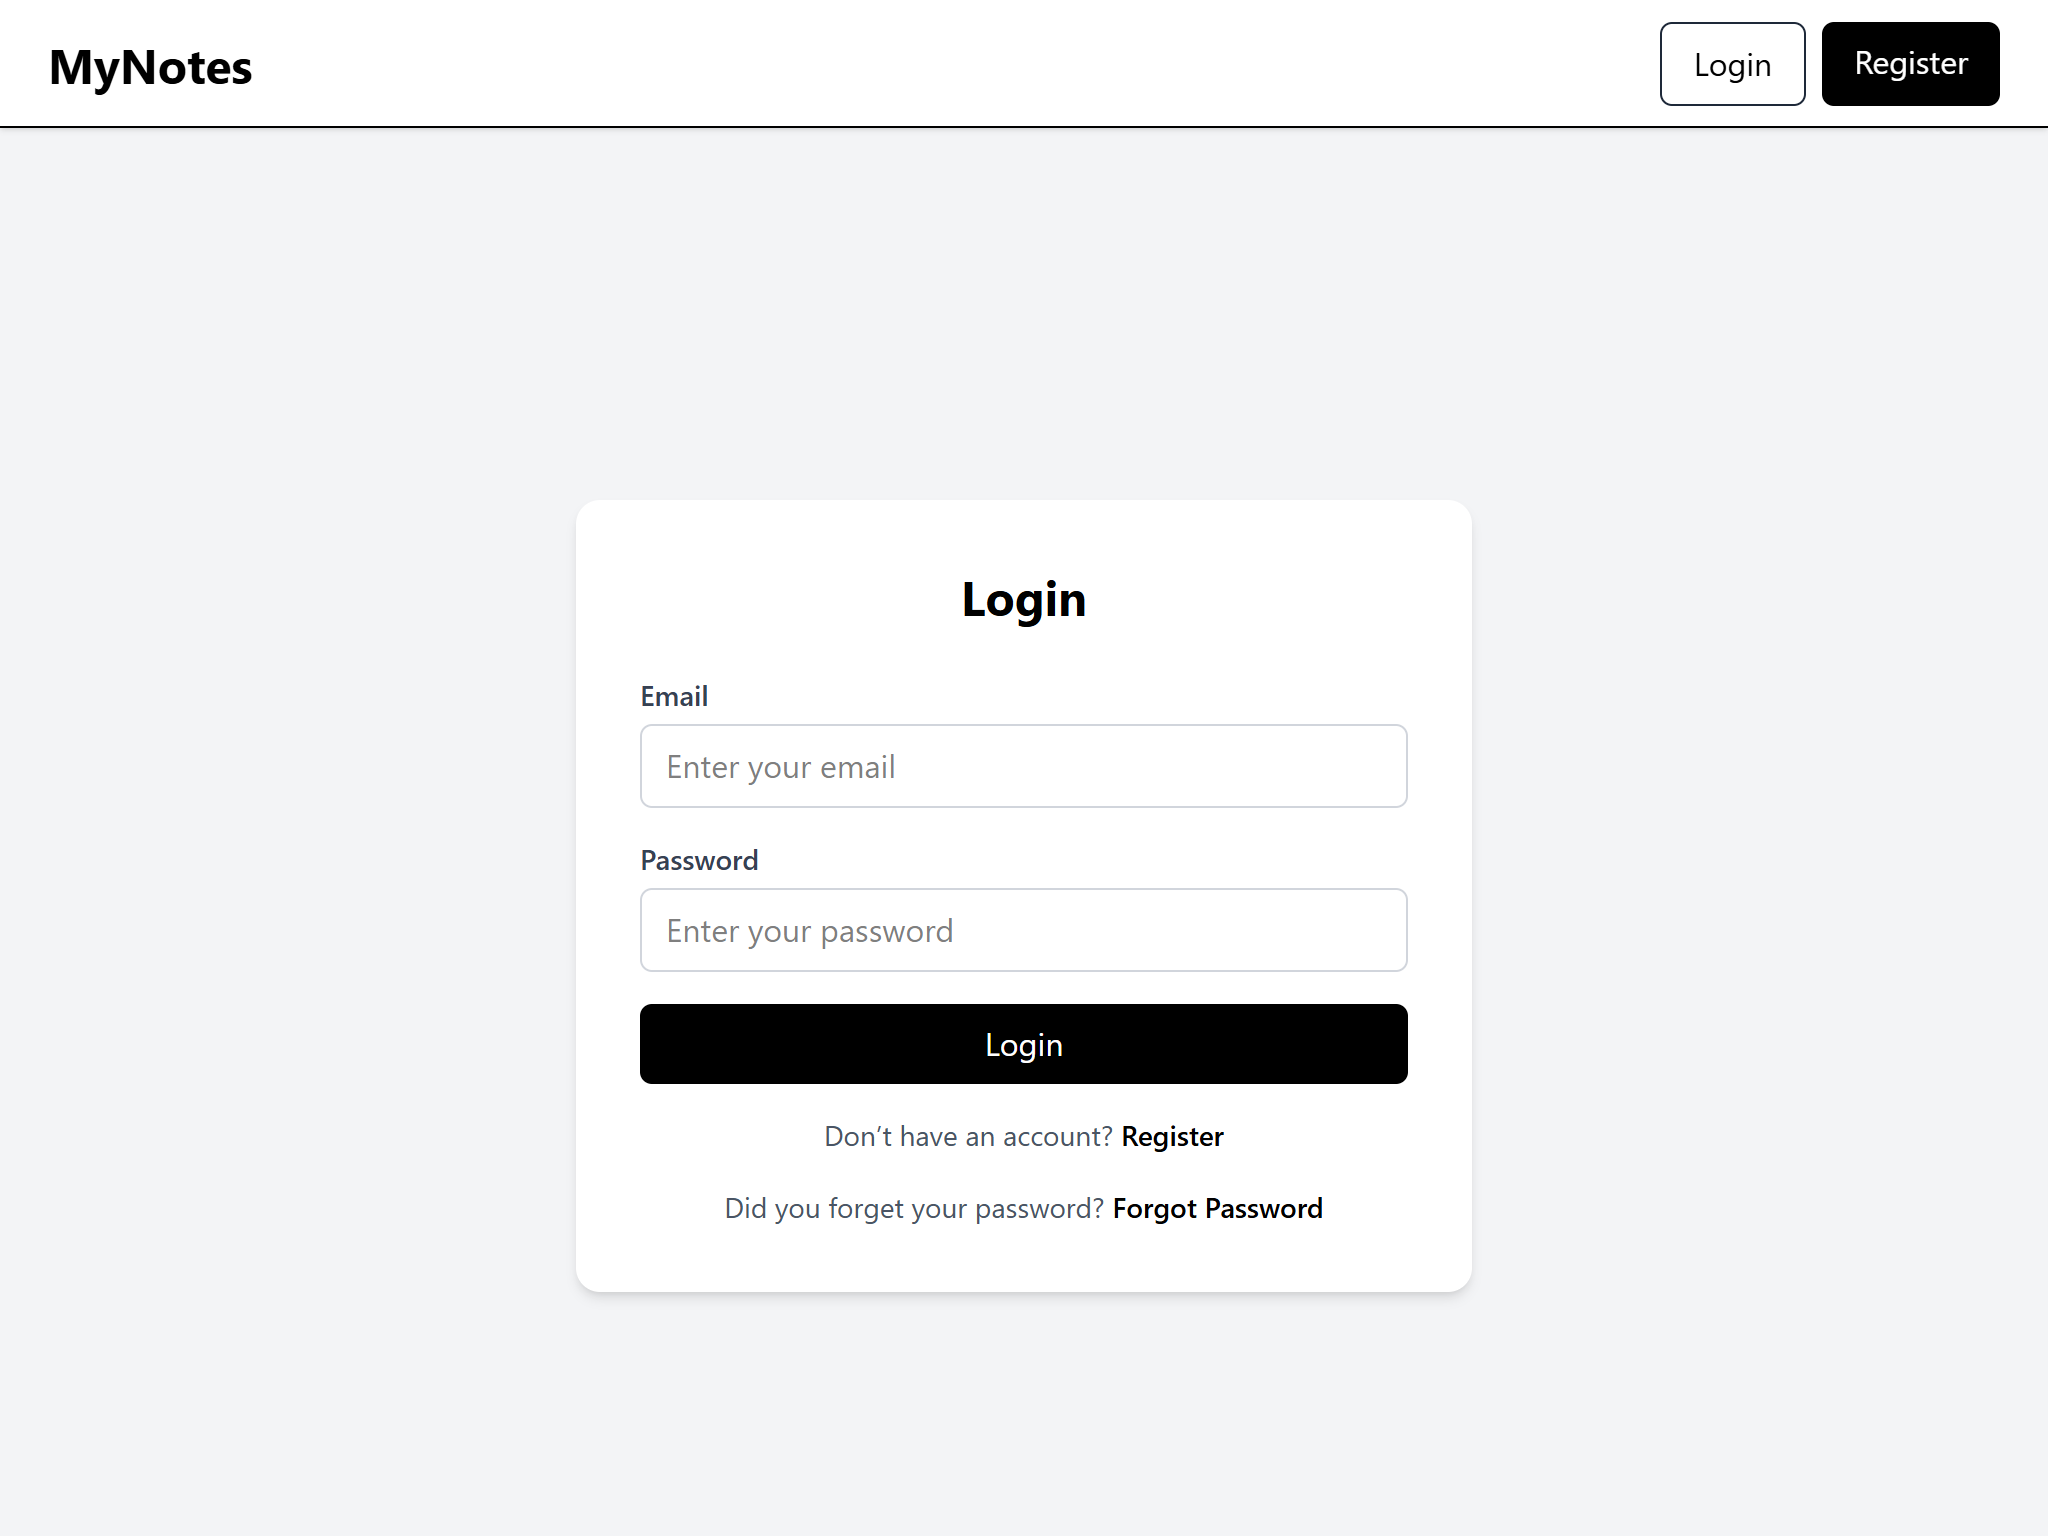 MyNotes
Login
Register
Login
Email
Enter your email
Password
Enter your password
Login
Don’t have an account? Register
Did you forget your password? Forgot Password